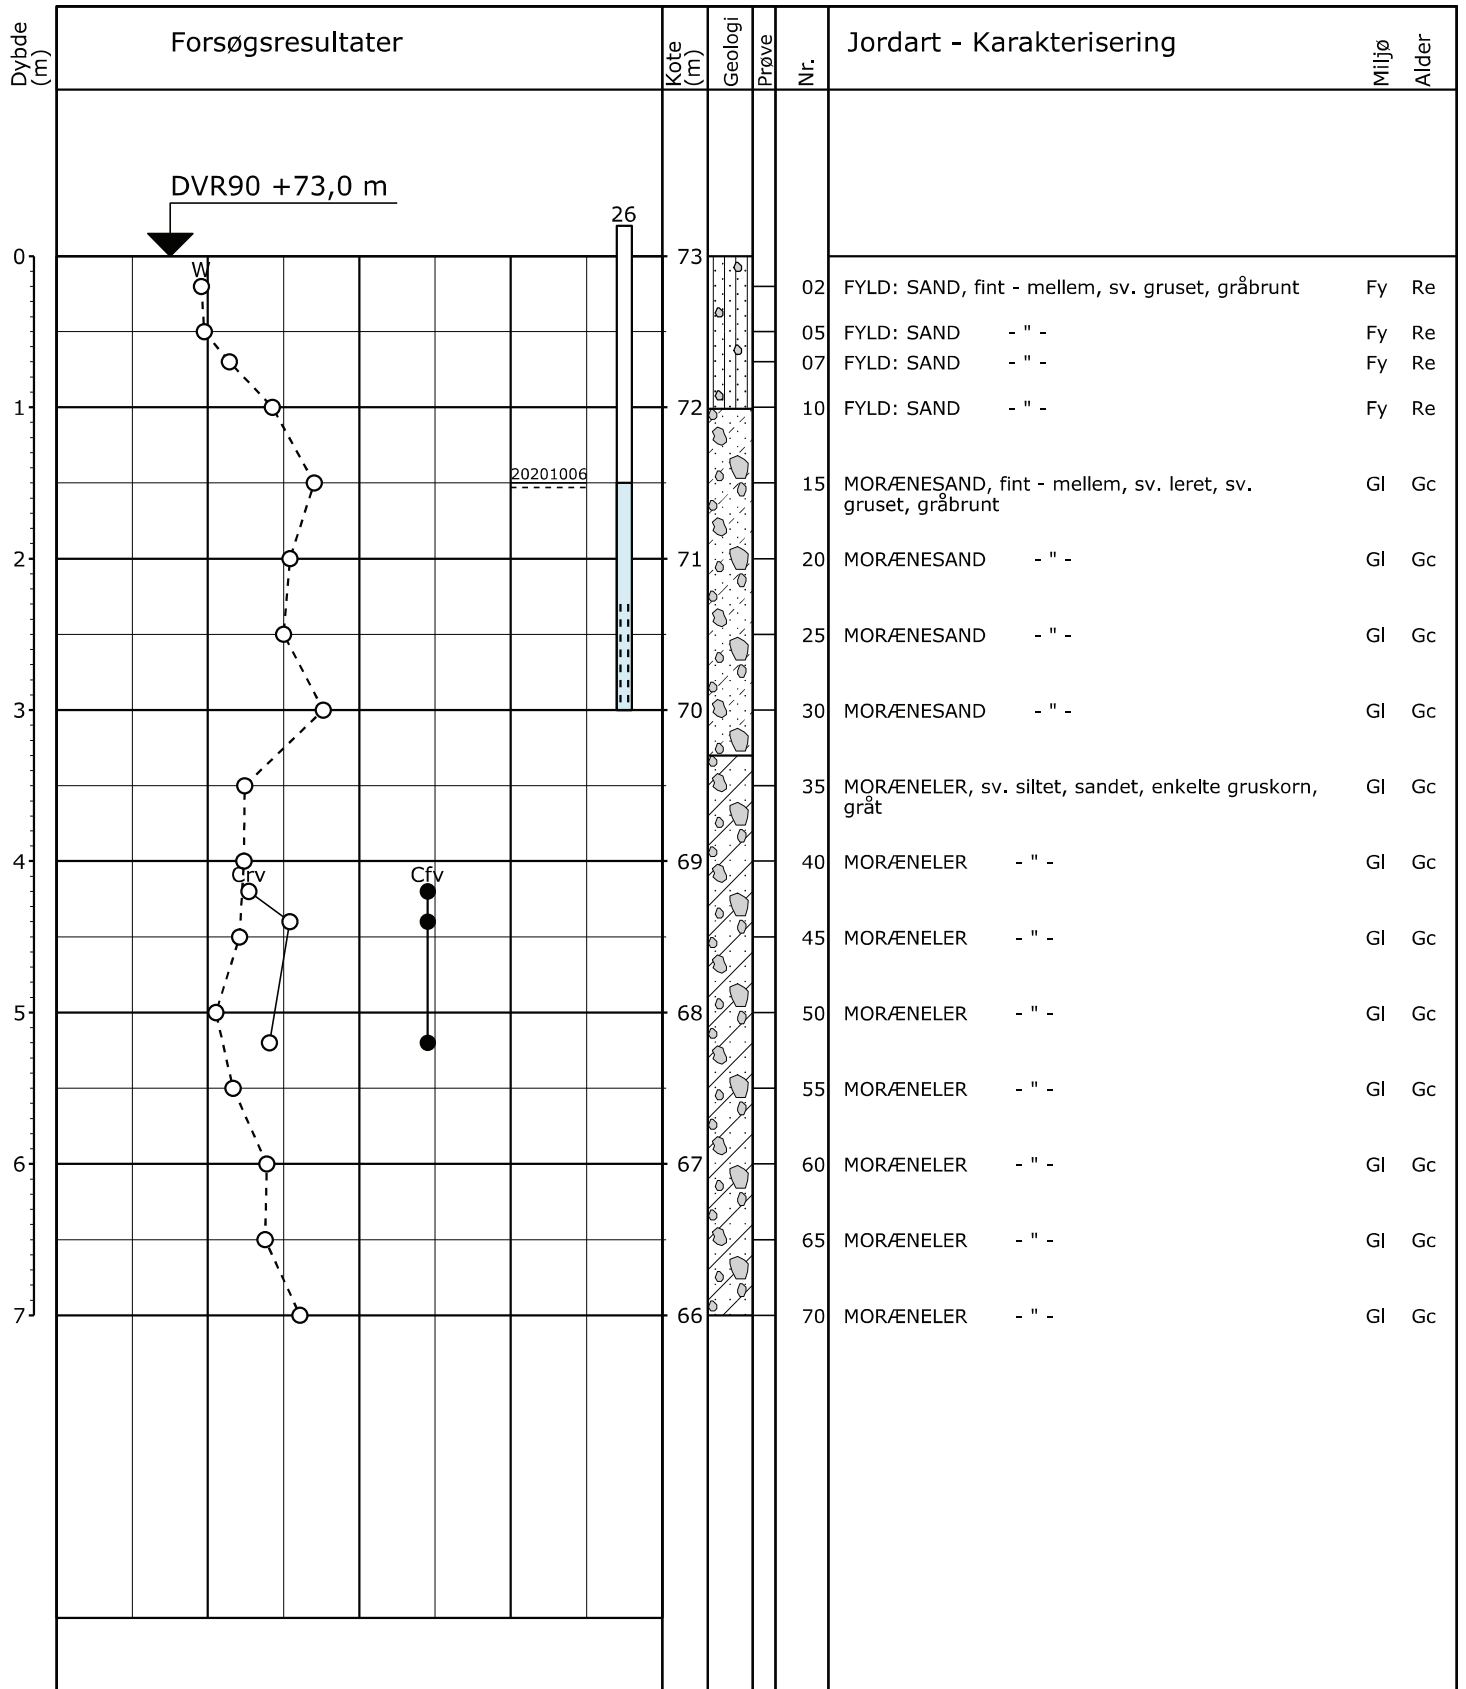 Dybde (m)
Forsøgsresultater
Kote (m)
Geologi
Prøve
Nr.
Jordart - Karakterisering
Miljø
Alder
DVR90 +73,0 m
26
0 73
W
02 FYLD: SAND, fint - mellem, sv. gruset, gråbrunt Fy Re
05 FYLD: SAND - " - Fy Re
07 FYLD: SAND - " - Fy Re
1 72 10 FYLD: SAND - " - Fy Re
20201006
15 MORÆNESAND, fint - mellem, sv. leret, sv. Gl Gc
gruset, gråbrunt
2 71 20 MORÆNESAND - " - Gl Gc
25 MORÆNESAND - " - Gl Gc
3 70 30 MORÆNESAND - " - Gl Gc
35 MORÆNELER, sv. siltet, sandet, enkelte gruskorn, Gl Gc
gråt
4 69 40 MORÆNELER - " - Gl Gc
Crv Cfv
45 MORÆNELER - " - Gl Gc
5 68 50 MORÆNELER - " - Gl Gc
55 MORÆNELER - " - Gl Gc
6 67 60 MORÆNELER - " - Gl Gc
65 MORÆNELER - " - Gl Gc
7 66 70 MORÆNELER - " - Gl Gc